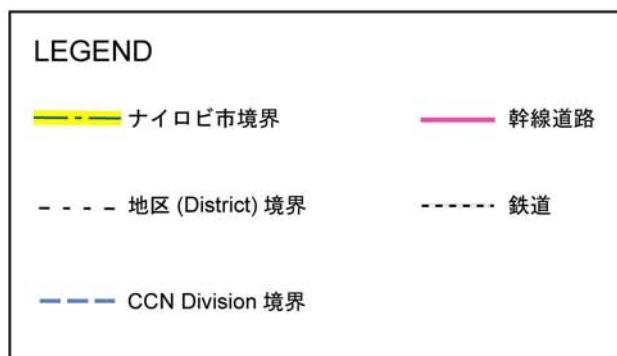 LEGEND
ナイロビ市境界 幹線道路
地区 (District) 境界 鉄道
CCN Division 境界